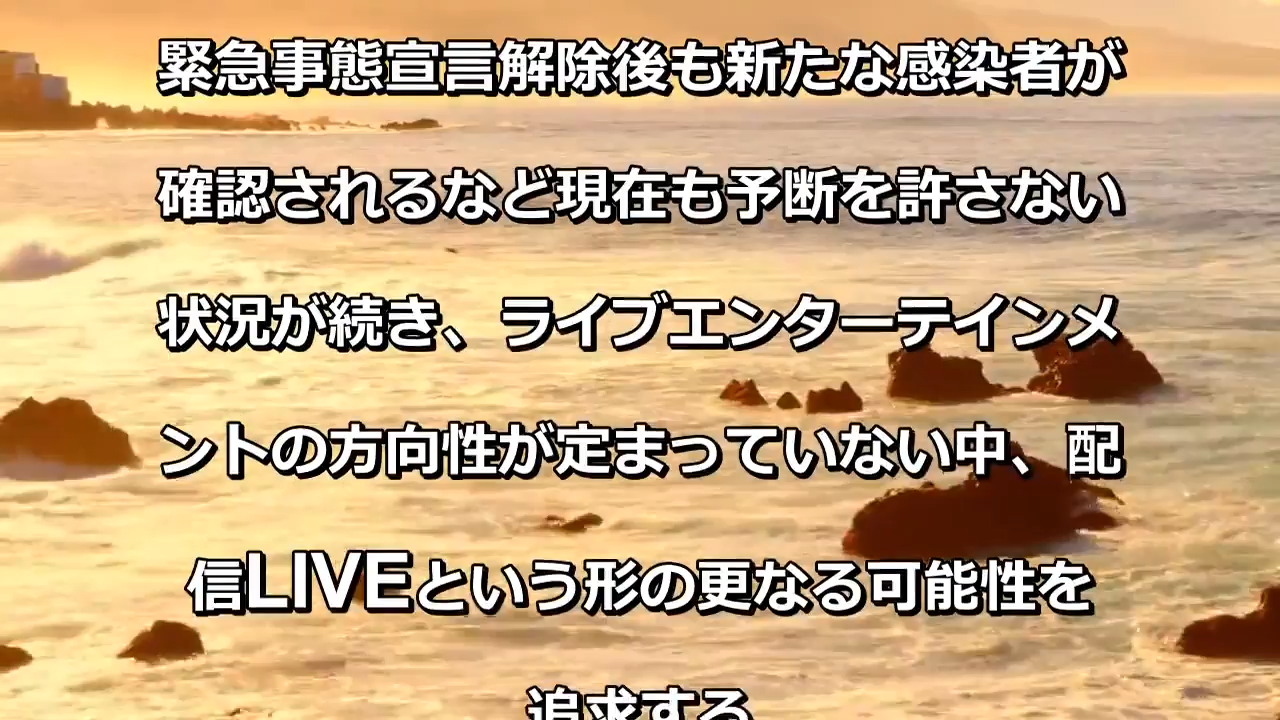 緊急事態宣言解除後も新たな感染者が
確認されるなど現在も予断を許さない
状況が続き、ライブエンターテインメ
ントの方向性が定まっていない中、配
信LIVEという形の更なる可能性を
追求する